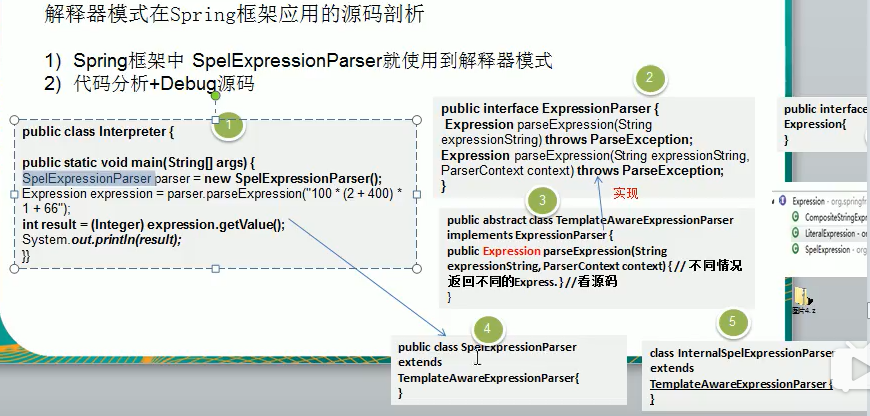 解释器模式在Spring框架应用的源码剖析
1) Spring框架中 SpelExpressionParser就使用到解释器模式
2) 代码分析+Debug源码
1
public class Interpreter {
public static void main(String[] args) {
SpelExpressionParser parser = new SpelExpressionParser();
Expression expression = parser.parseExpression("100 * (2 + 400) *
1 + 66");
int result = (Integer) expression.getValue();
System.out.println(result);
}}
2
public interface ExpressionParser {
Expression parseExpression(String
expressionString) throws ParseException;
Expression parseExpression(String expressionString,
ParserContext context) throws ParseException;
}
实现
3
public abstract class TemplateAwareExpressionParser
implements ExpressionParser {
public Expression parseExpression(String
expressionString, ParserContext context) { // 不同情况
返回不同的Express. } //看源码
}
4
public class SpelExpressionParser
extends
TemplateAwareExpressionParser{
}
5
class InternalSpelExpressionParser
extends
TemplateAwareExpressionParser {
}
public interface
Expression{
}
Expression - org.spring
CompositeStringExp
LiteralExpression - o
SpelExpression - org
图片4. z